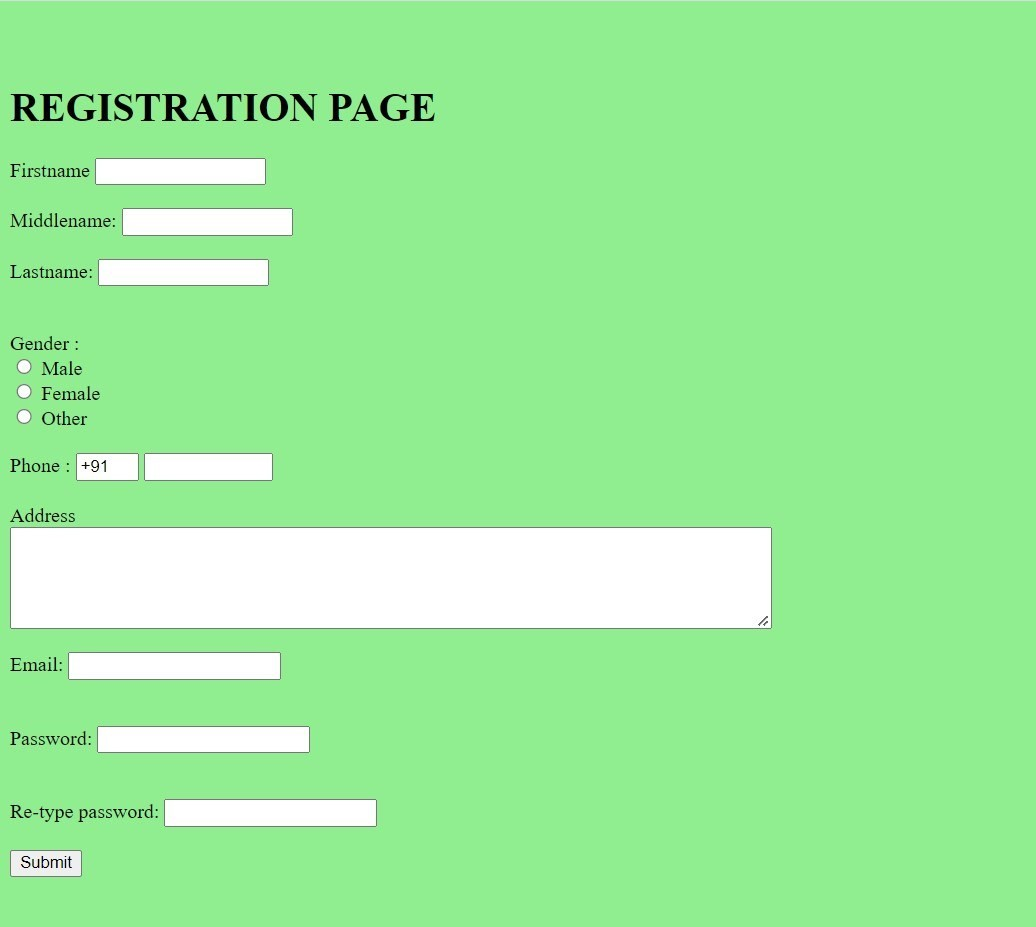 REGISTRATION PAGE
Firstname
Middlename:
Lastname:
Gender :
Male
Female
Other
Phone : +91
Address
Email:
Password:
Re-type password:
Submit